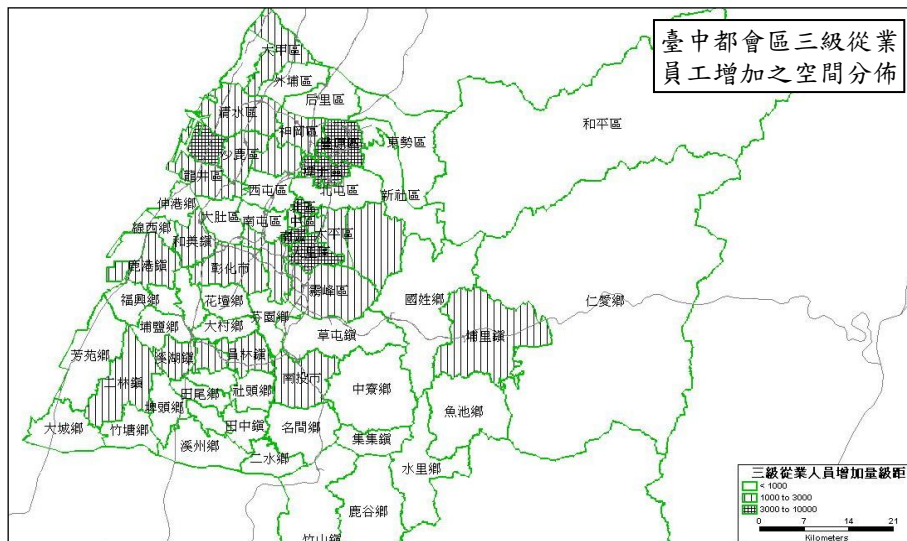 臺中都會區三級從業
員工增加之空間分佈
大甲區
外埔區
后里區
清水區
神岡區
豐原區
東勢區
和平區
沙鹿區
龍井區
西屯區
北屯區
新社區
伸港鄉
大肚區
南屯區
中區
太平區
線西鄉
和美鎮
大里區
鹿港鎮
彰化市
霧峰區
福興鄉
花壇鄉
芬園鄉
國姓鄉
仁愛鄉
埔鹽鄉
大村鄉
草屯鎮
埔里鎮
芳苑鄉
溪湖鎮
員林鎮
二林鎮
南投市
中寮鄉
田尾鄉
社頭鄉
埤頭鄉
魚池鄉
大城鄉
竹塘鄉
田中鎮
名間鄉
溪州鄉
集集鎮
二水鄉
水里鄉
鹿谷鄉
竹山鎮
三級從業人員增加量級距
< 1000
1000 to 3000
3000 to 10000
0 7 14 21
Kilometers